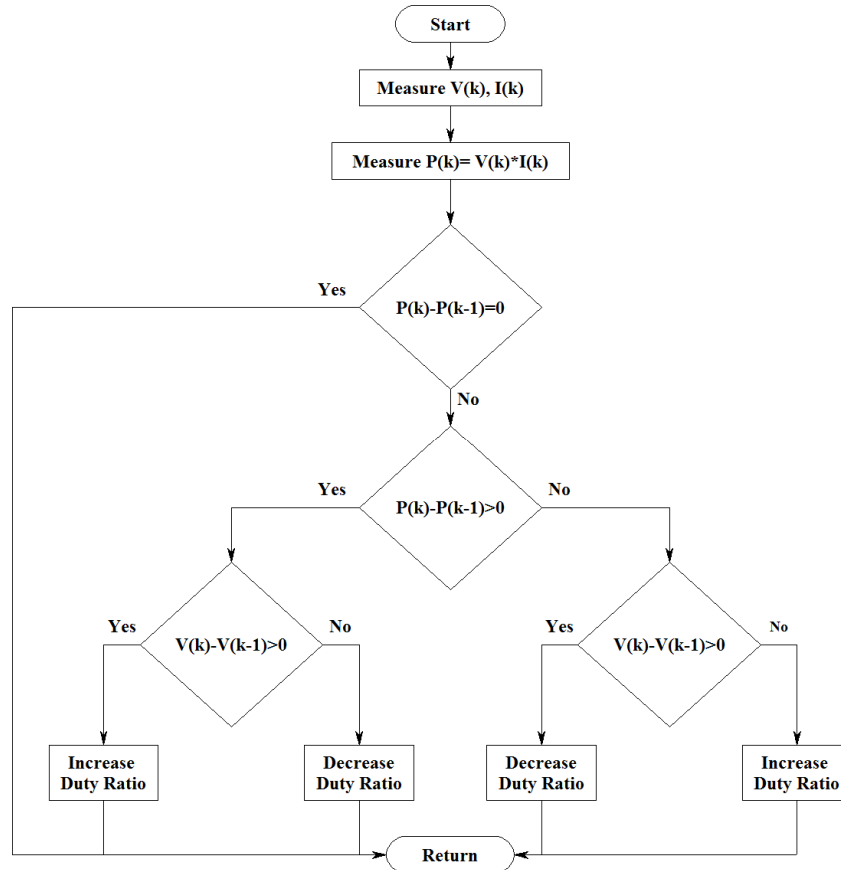 Start
Measure V(k), I(k)
Measure P(k)= V(k)*I(k)
Yes
P(k)-P(k-1)=0
No
Yes
P(k)-P(k-1)>0
No
Yes
V(k)-V(k-1)>0
No
Yes
V(k)-V(k-1)>0
No
Increase
Duty Ratio
Decrease
Duty Ratio
Decrease
Duty Ratio
Increase
Duty Ratio
Return